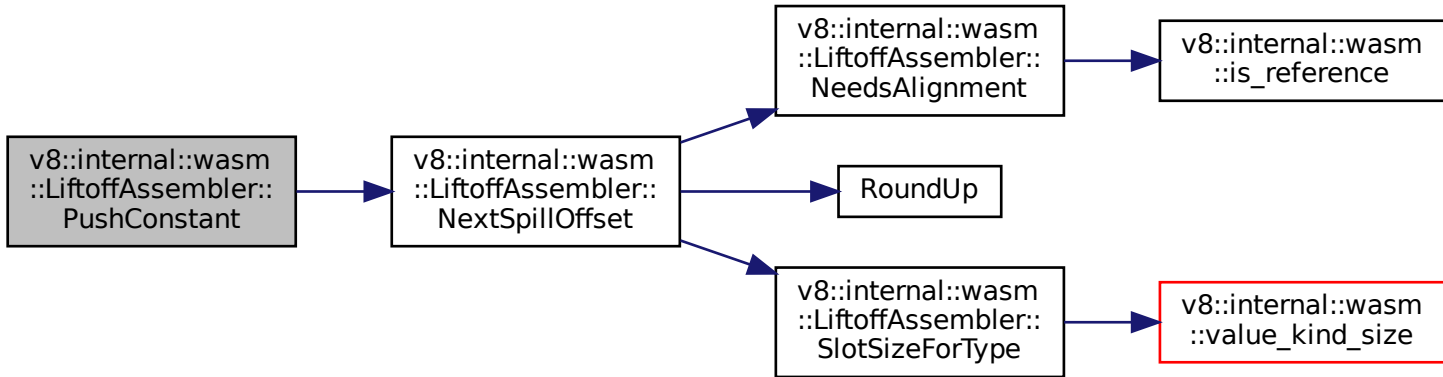 v8::internal::wasm
::LiftoffAssembler::
PushConstant
v8::internal::wasm
::LiftoffAssembler::
NextSpillOffset
v8::internal::wasm
::LiftoffAssembler::
NeedsAlignment
v8::internal::wasm
::is_reference
RoundUp
v8::internal::wasm
::LiftoffAssembler::
SlotSizeForType
v8::internal::wasm
::value_kind_size